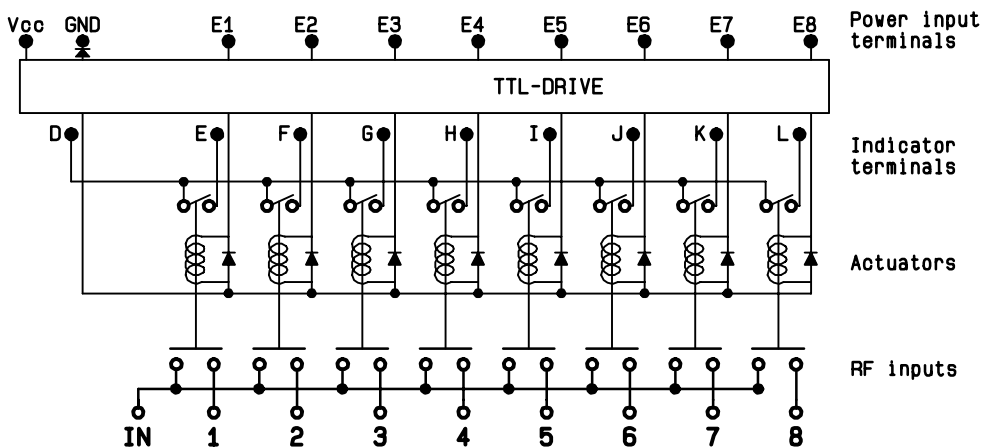 Vcc GND E1 E2 E3 E4 E5 E6 E7 E8 Power input
terminals
TTL-DRIVE
D E F G H I J K L Indicator
terminals
Actuators
RF inputs
IN 1 2 3 4 5 6 7 8